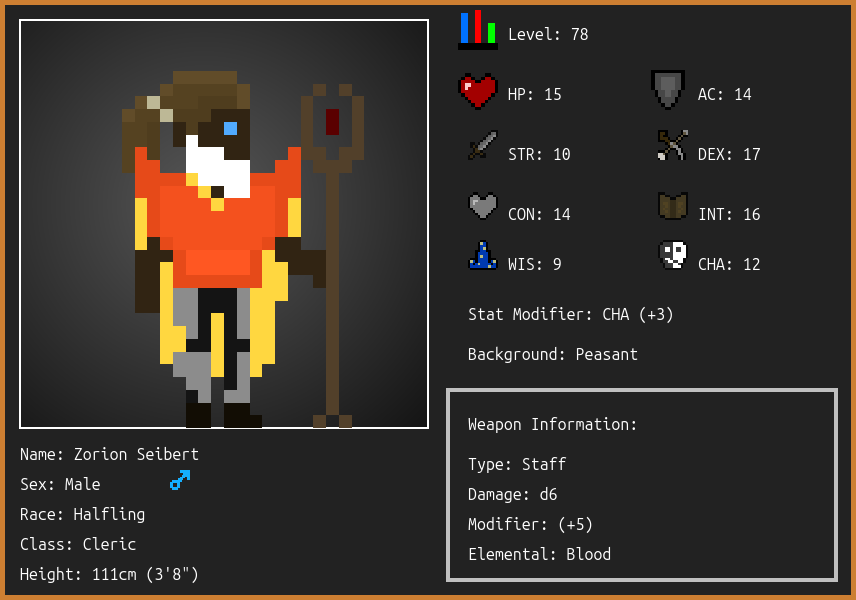 Level: 78
HP: 15
AC: 14
STR: 10
DEX: 17
CON: 14
INT: 16
WIS: 9
CHA: 12
Stat Modifier: CHA (+3)
Background: Peasant
Weapon Information:
Type: Staff
Damage: d6
Modifier: (+5)
Elemental: Blood
Name: Zorion Seibert
Sex: Male
Race: Halfling
Class: Cleric
Height: 111cm (3'8")